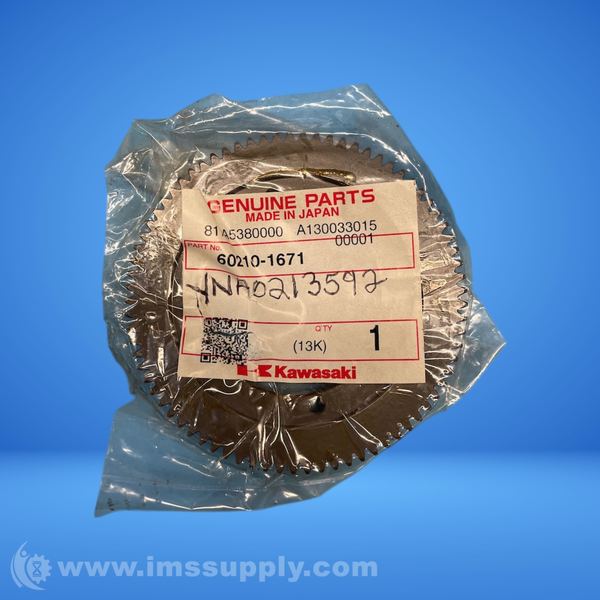 GENUINE PARTS
MADE IN JAPAN
81A5380000 A130033015
00001
PART No.
60210-1671
YNA0213592
Q'TY
(13K) 1
Kawasaki
www.imssupply.com